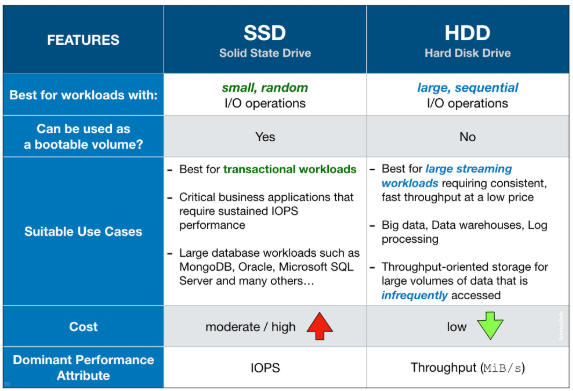 FEATURES
SSD
Solid State Drive
HDD
Hard Disk Drive
Best for workloads with:
small, random
I/O operations
large, sequential
I/O operations
Can be used as
a bootable volume?
Yes
No
Suitable Use Cases
- Best for transactional workloads
- Critical business applications that
require sustained IOPS
performance
- Large database workloads such as
MongoDB, Oracle, Microsoft SQL
Server and many others…
- Best for large streaming
workloads requiring consistent,
fast throughput at a low price
- Big data, Data warehouses, Log
processing
- Throughput-oriented storage for
large volumes of data that is
infrequently accessed
Cost
moderate / high
low
Dominant Performance
Attribute
IOPS
Throughput (MiB/s)